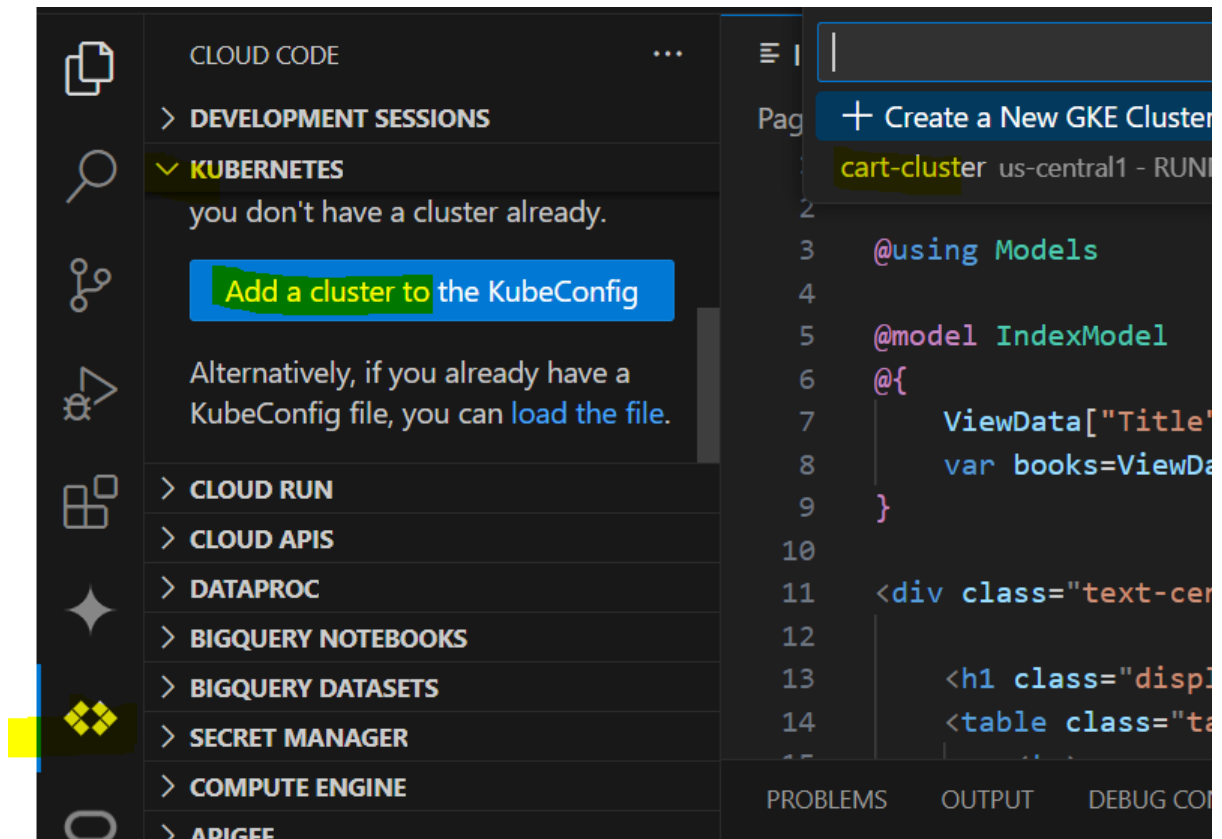 CLOUD CODE
DEVELOPMENT SESSIONS
KUBERNETES
you don't have a cluster already.
Add a cluster to the KubeConfig
Alternatively, if you already have a
KubeConfig file, you can load the file.
CLOUD RUN
CLOUD APIS
DATAPROC
BIGQUERY NOTEBOOKS
BIGQUERY DATASETS
SECRET MANAGER
COMPUTE ENGINE
APIGEE
+ Create a New GKE Cluster
cart-cluster us-central1 - RUN
Pag
2
3 @using Models
4
5 @model IndexModel
6 @{
7 ViewData["Title"
8 var books=ViewDa
9 }
10
11 <div class="text-cen
12
13 <h1 class="displ
14 <table class="ta
PROBLEMS OUTPUT DEBUG CON